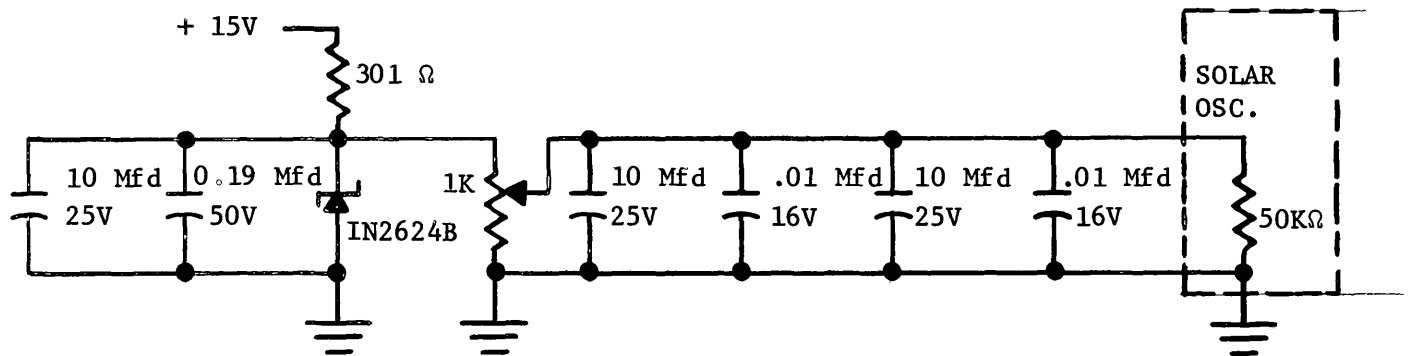 + 15V
301 Ω
SOLAR
OSC.
10 Mfd
25V
0.19 Mfd
50V
IN2624B
1K
10 Mfd
25V
.01 Mfd
16V
10 Mfd
25V
.01 Mfd
16V
50KΩ